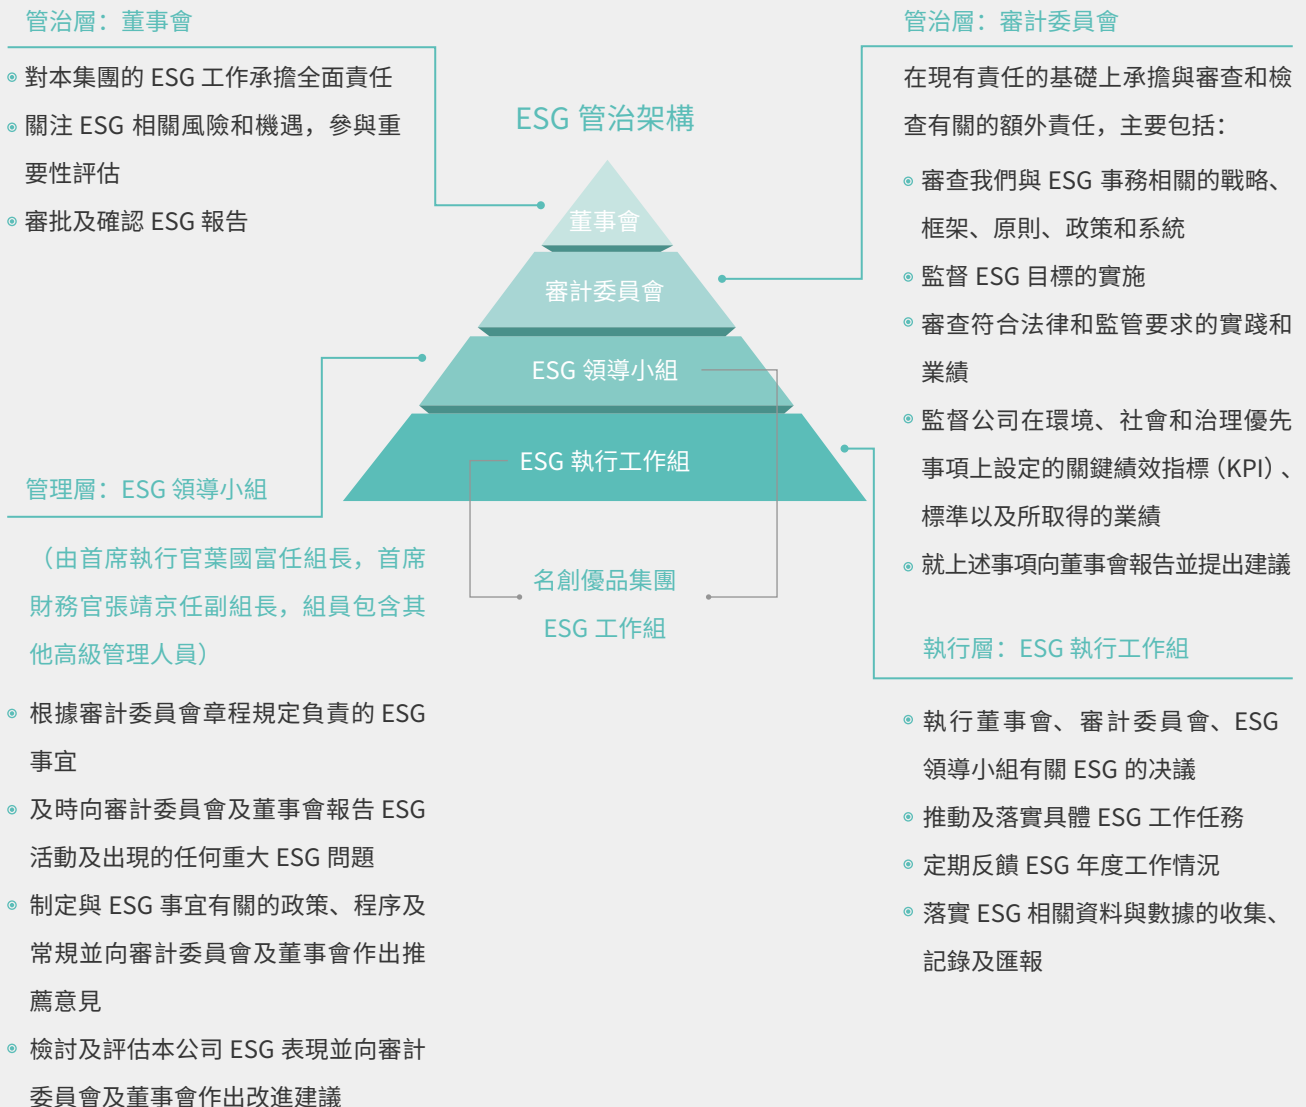 管治層：董事會
對本集團的 ESG 工作承擔全面責任
關注 ESG 相關風險和機遇，參與重
要性評估
審批及確認 ESG 報告
ESG 管治架構
董事會
審計委員會
ESG 領導小組
ESG 執行工作組
名創優品集團
ESG 工作組
管治層：審計委員會
在現有責任的基礎上承擔與審查和檢
查有關的額外責任，主要包括：
審查我們與 ESG 事務相關的戰略、
框架、原則、政策和系統
監督 ESG 目標的實施
審查符合法律和監管要求的實踐和
業績
監督公司在環境、社會和治理優先
事項上設定的關鍵績效指標（KPI）、
標準以及所取得的業績
就上述事項向董事會報告並提出建議
管理層：ESG 領導小組
（由首席執行官葉國富任組長，首席
財務官張靖京任副組長，組員包含其
他高級管理人員）
根據審計委員會章程規定負責的 ESG
事宜
及時向審計委員會及董事會報告 ESG
活動及出現的任何重大 ESG 問題
制定與 ESG 事宜有關的政策、程序及
常規並向審計委員會及董事會作出推
薦意見
檢討及評估本公司 ESG 表現並向審計
委員會及董事會作出改進建議
執行層：ESG 執行工作組
執行董事會、審計委員會、ESG
領導小組有關 ESG 的決議
推動及落實具體 ESG 工作任務
定期反饋 ESG 年度工作情況
落實 ESG 相關資料與數據的收集、
記錄及匯報